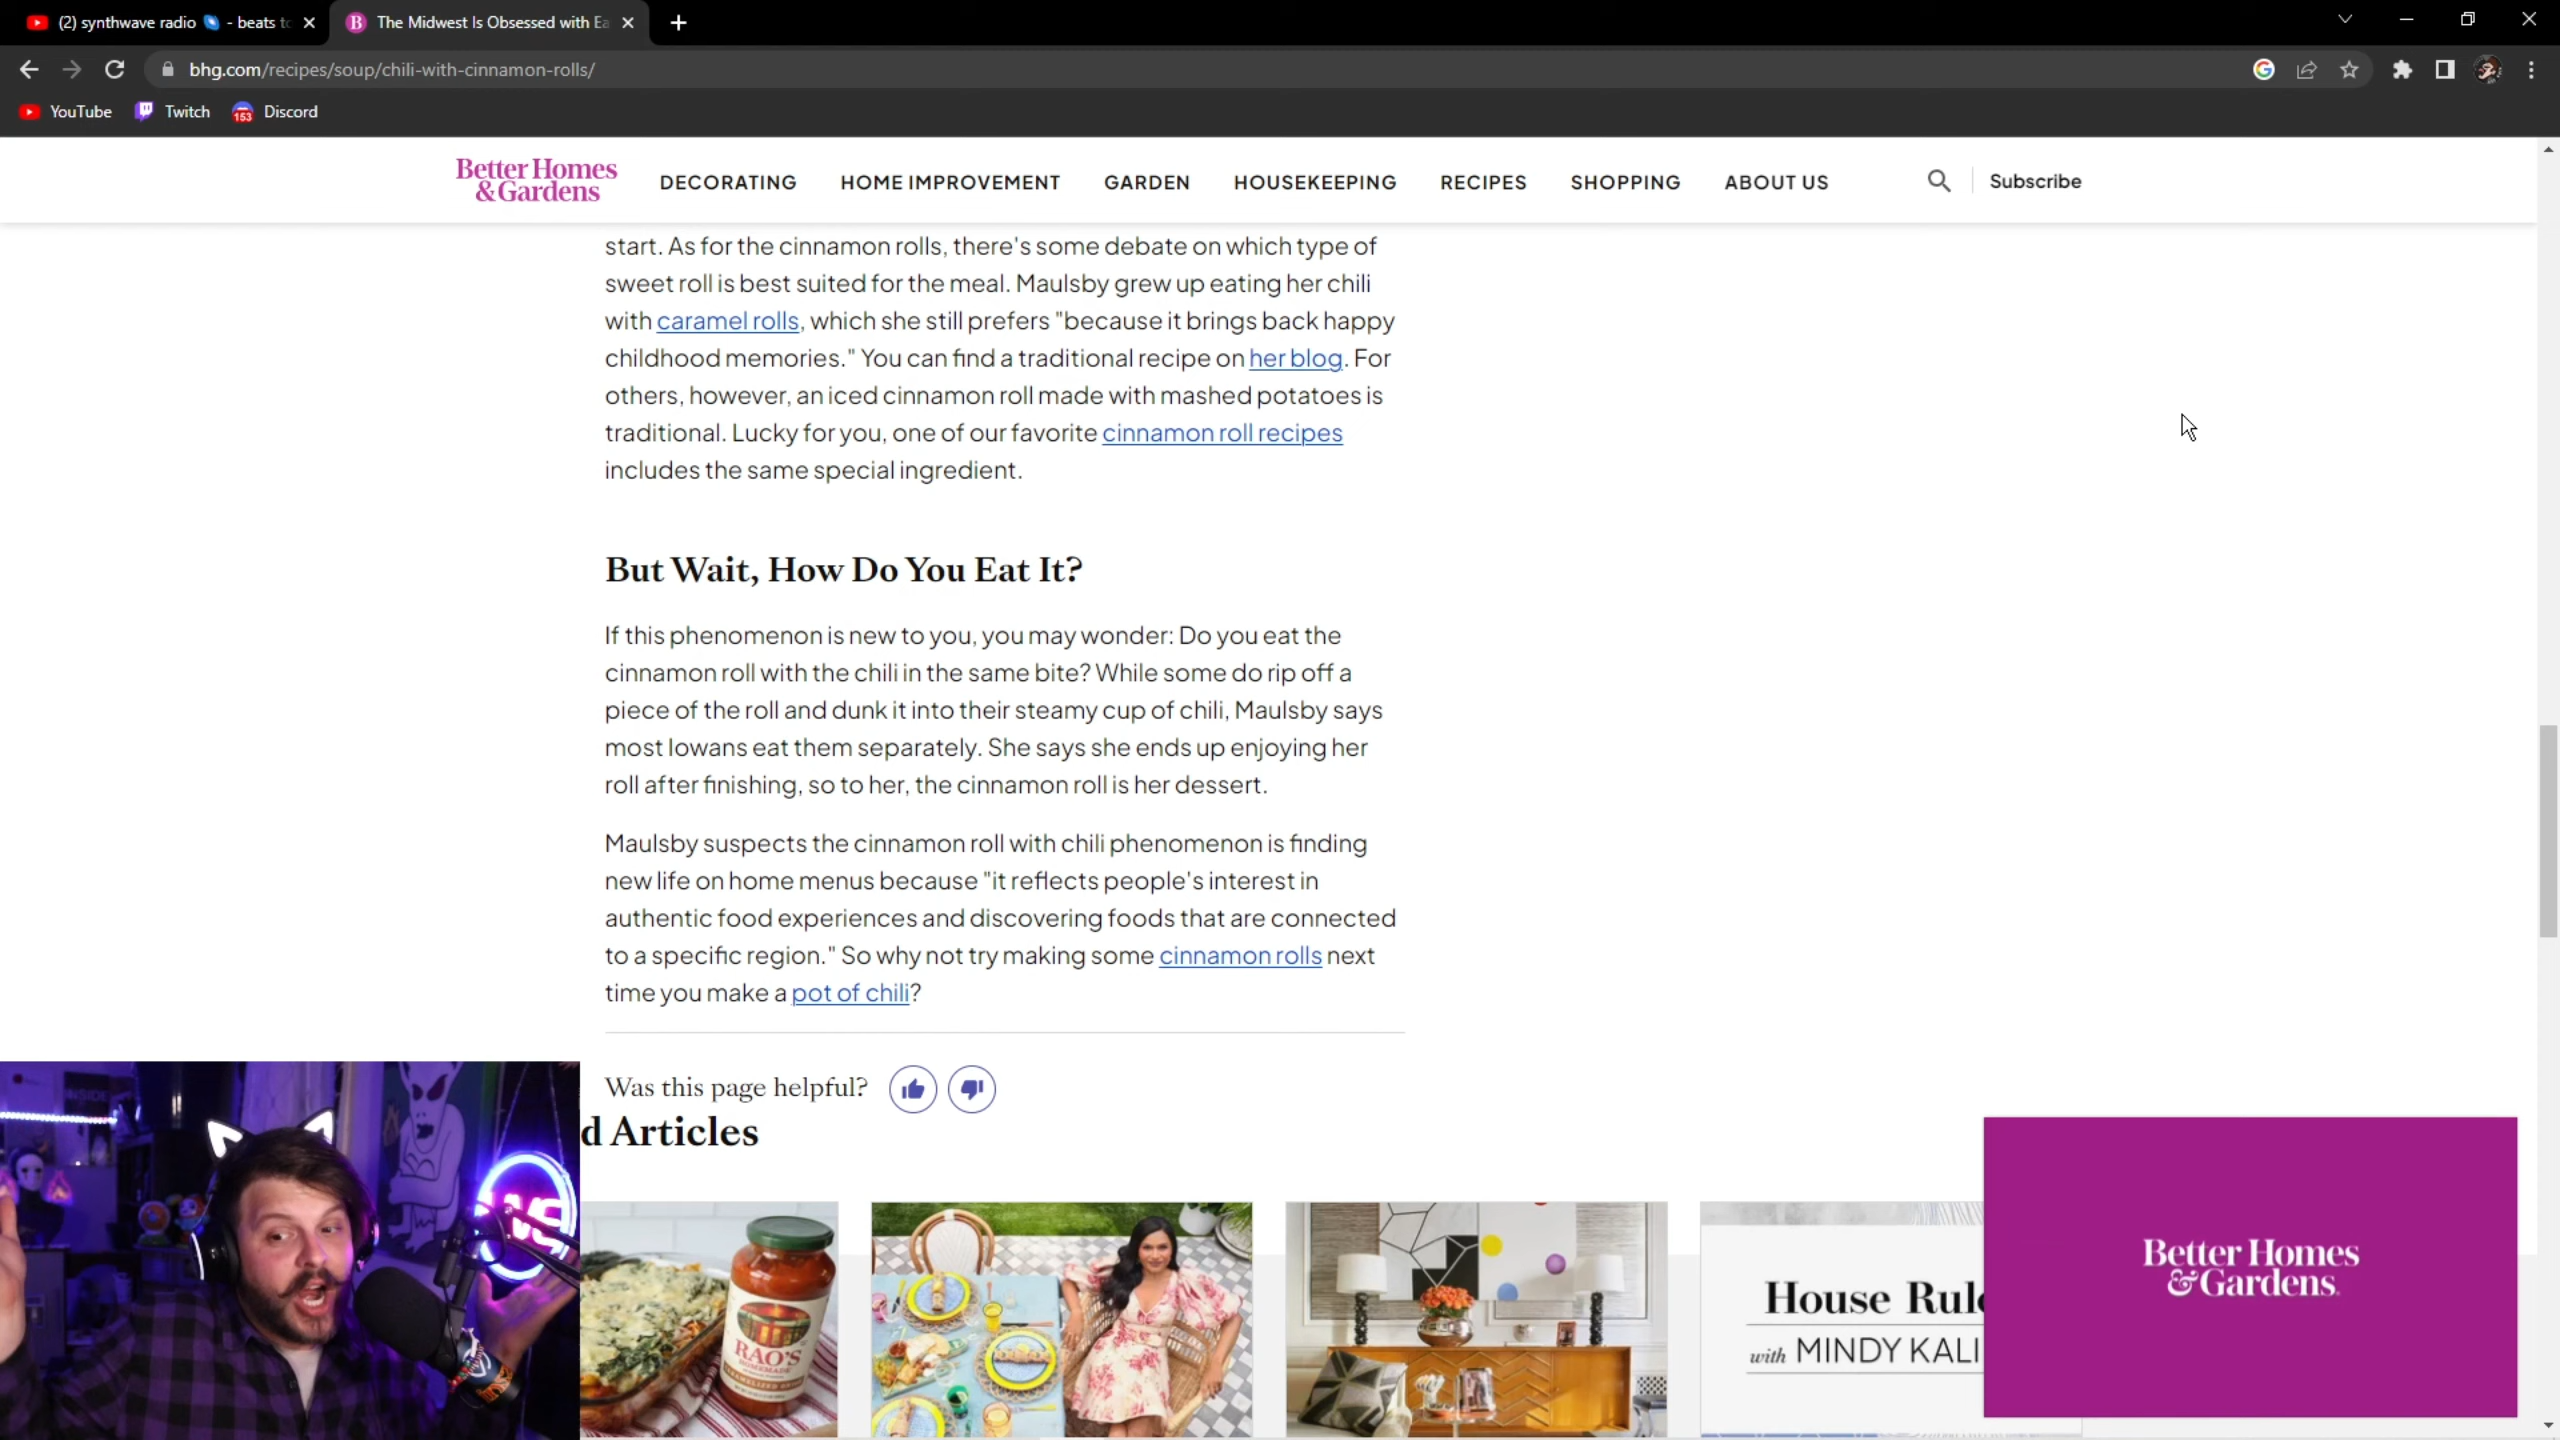 (2) synthwave radio - beats to
The Midwest Is Obsessed with Ea
bhg.com/recipes/soup/chili-with-cinnamon-rolls/
YouTube
Twitch
153
Discord
Better Homes
&Gardens
DECORATING
HOME IMPROVEMENT
GARDEN
HOUSEKEEPING
RECIPES
SHOPPING
ABOUT US
Subscribe
start. As for the cinnamon rolls, there's some debate on which type of
sweet roll is best suited for the meal. Maulsby grew up eating her chili
with caramel rolls, which she still prefers "because it brings back happy
childhood memories." You can find a traditional recipe on her blog. For
others, however, an iced cinnamon roll made with mashed potatoes is
traditional. Lucky for you, one of our favorite cinnamon roll recipes
includes the same special ingredient.
But Wait, How Do You Eat It?
If this phenomenon is new to you, you may wonder: Do you eat the
cinnamon roll with the chili in the same bite? While some do rip off a
piece of the roll and dunk it into their steamy cup of chili, Maulsby says
most Iowans eat them separately. She says she ends up enjoying her
roll after finishing, so to her, the cinnamon roll is her dessert.
Maulsby suspects the cinnamon roll with chili phenomenon is finding
new life on home menus because "it reflects people's interest in
authentic food experiences and discovering foods that are connected
to a specific region." So why not try making some cinnamon rolls next
time you make a pot of chili?
Was this page helpful?
d Articles
INSIDE
RAO'S
HOMEMADE
House Rul
with MINDY KALI
Better Homes
&Gardens.